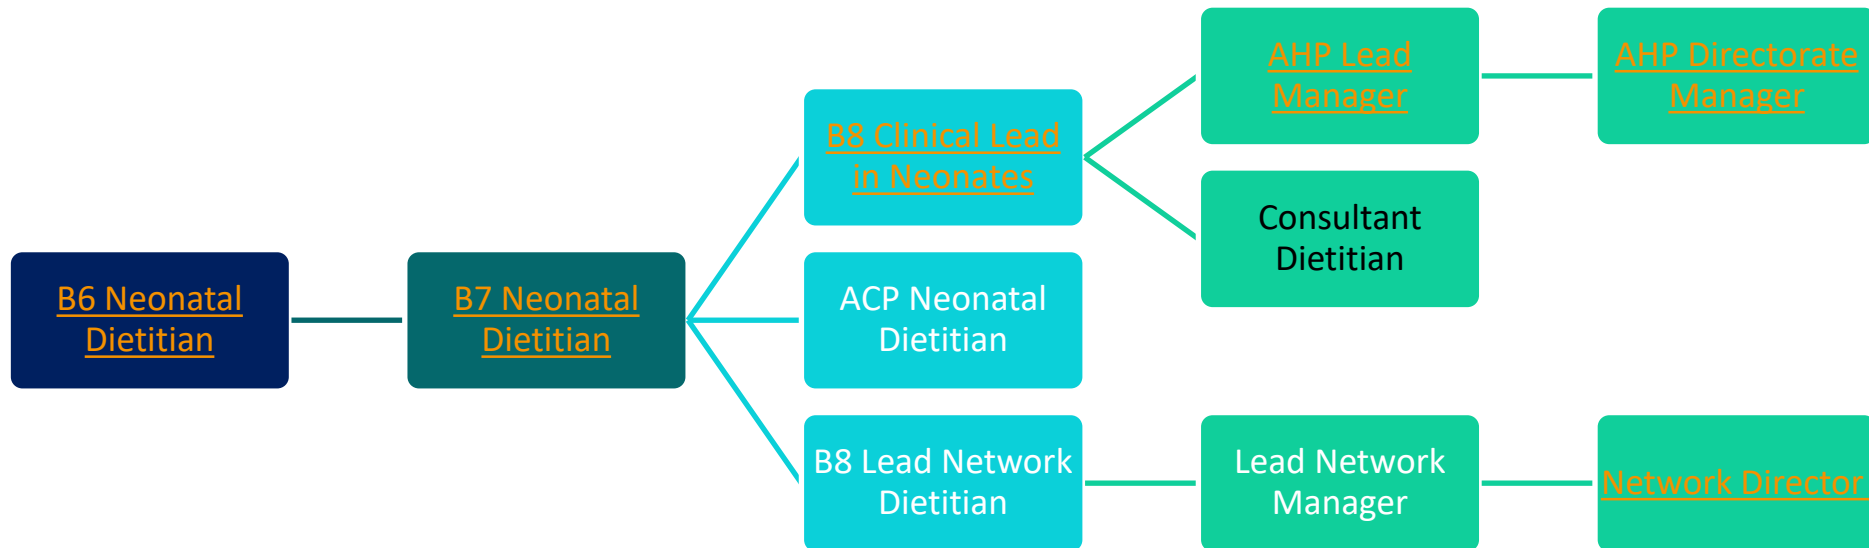 B6 Neonatal
Dietitian
B7 Neonatal
Dietitian
B8 Clinical Lead
in Neonates
AHP Lead
Manager
AHP Directorate
Manager
Consultant
Dietitian
ACP Neonatal
Dietitian
B8 Lead Network
Dietitian
Lead Network
Manager
Network Director